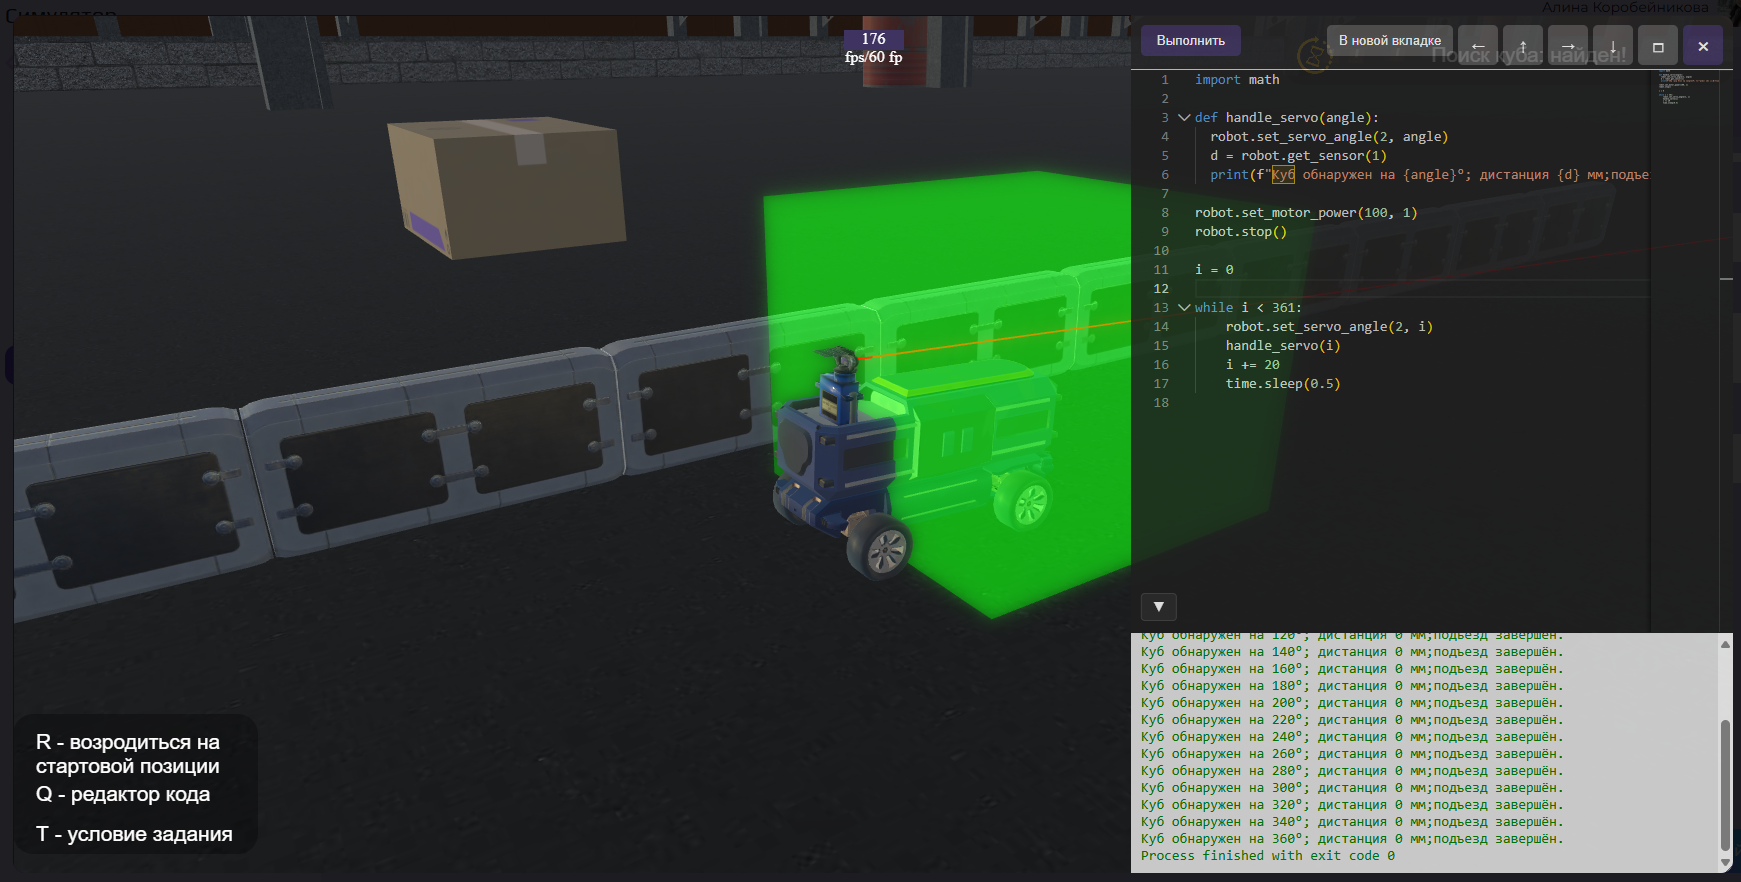 Симулятор
Алина Коробейникова
176
fps/60 fp
Выполнить
В новой вкладке
← ↑ → ↓ ✕
Поиск куба: найден!
1 import math
2
3 def handle_servo(angle):
4 robot.set_servo_angle(2, angle)
5 d = robot.get_sensor(1)
6 print(f"Куб обнаружен на {angle}°; дистанция {d} мм;подъе
7
8 robot.set_motor_power(100, 1)
9 robot.stop()
10
11 i = 0
12
13 while i < 361:
14 robot.set_servo_angle(2, i)
15 handle_servo(i)
16 i += 20
17 time.sleep(0.5)
18
▼
Куб обнаружен на 120°; дистанция 0 мм;подъезд завершён.
Куб обнаружен на 140°; дистанция 0 мм;подъезд завершён.
Куб обнаружен на 160°; дистанция 0 мм;подъезд завершён.
Куб обнаружен на 180°; дистанция 0 мм;подъезд завершён.
Куб обнаружен на 200°; дистанция 0 мм;подъезд завершён.
Куб обнаружен на 220°; дистанция 0 мм;подъезд завершён.
Куб обнаружен на 240°; дистанция 0 мм;подъезд завершён.
Куб обнаружен на 260°; дистанция 0 мм;подъезд завершён.
Куб обнаружен на 280°; дистанция 0 мм;подъезд завершён.
Куб обнаружен на 300°; дистанция 0 мм;подъезд завершён.
Куб обнаружен на 320°; дистанция 0 мм;подъезд завершён.
Куб обнаружен на 340°; дистанция 0 мм;подъезд завершён.
Куб обнаружен на 360°; дистанция 0 мм;подъезд завершён.
Process finished with exit code 0
R - возродиться на
стартовой позиции
Q - редактор кода
T - условие задания